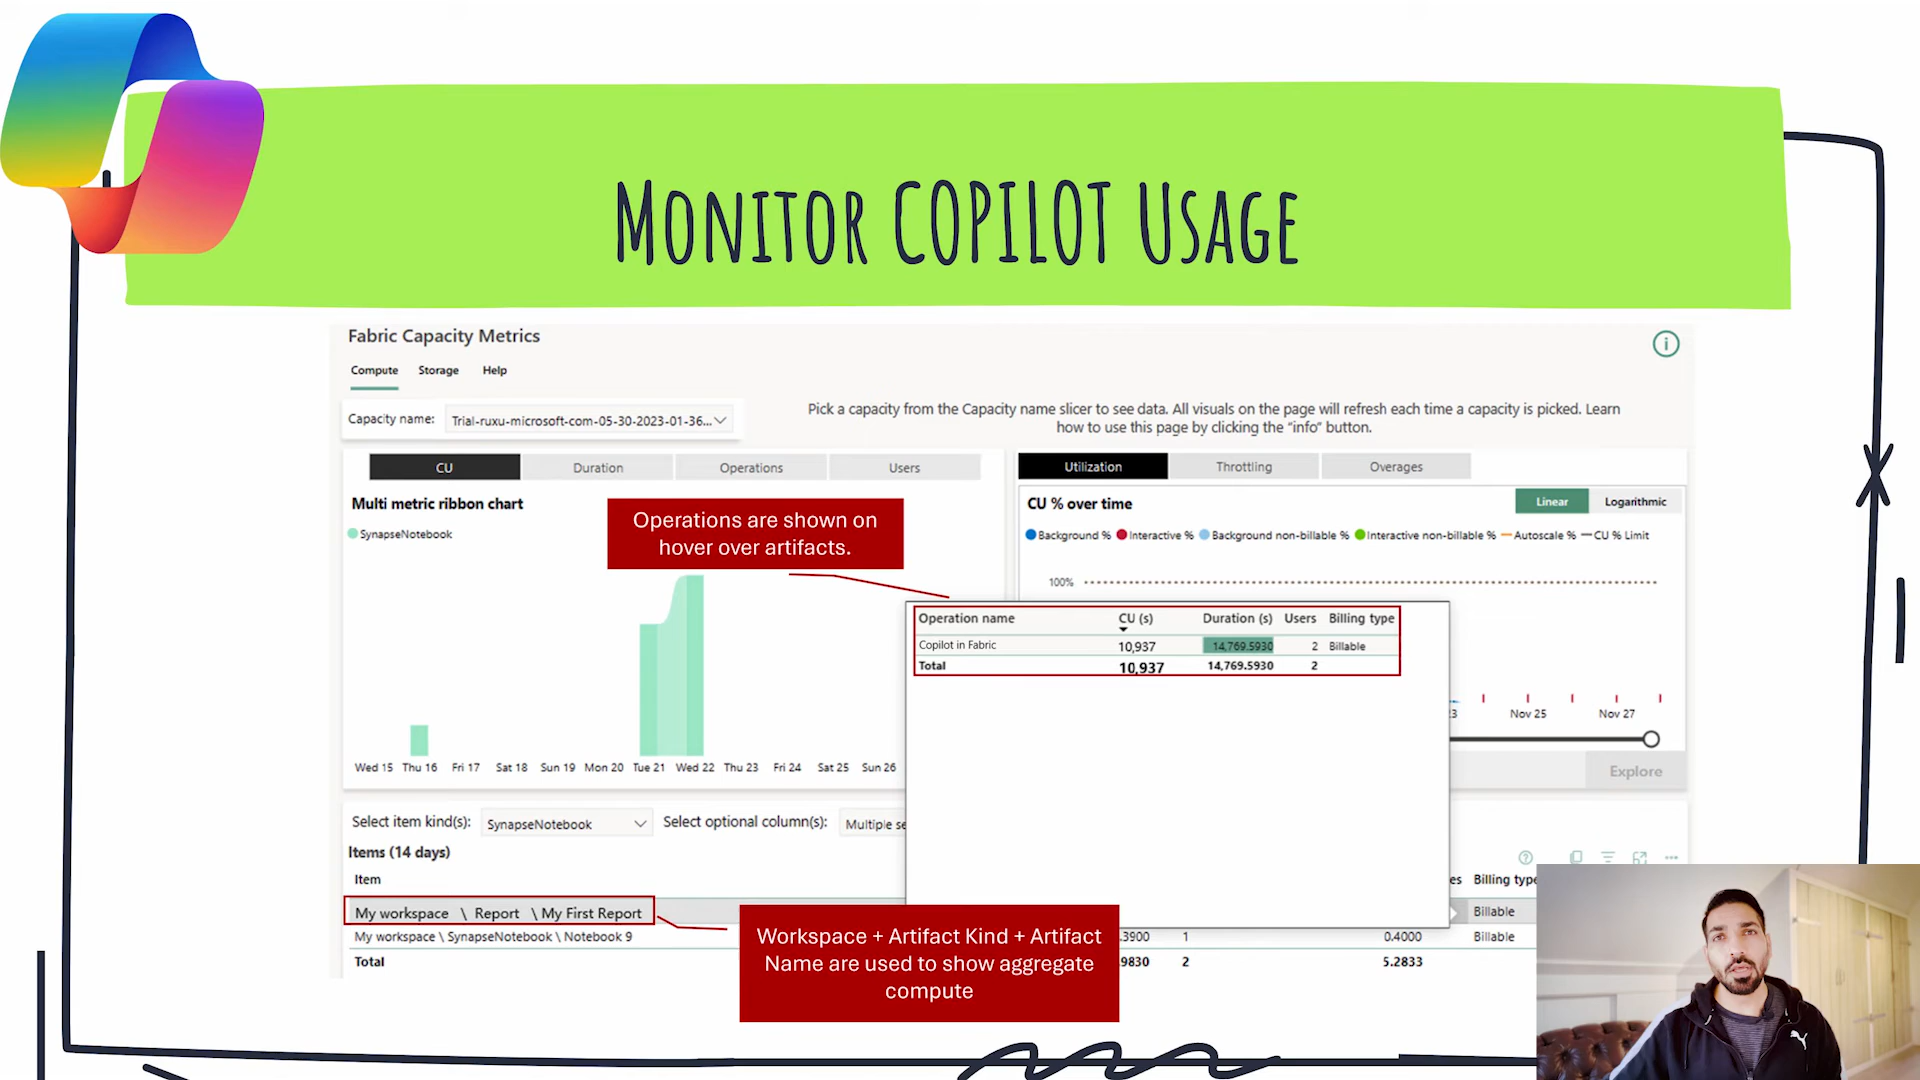 MONITOR COPILOT USAGE
Fabric Capacity Metrics
Compute Storage Help
Capacity name: Trial-ruxu-microsoft-com-05-30-2023-01-36...
Pick a capacity from the Capacity name slicer to see data. All visuals on the page will refresh each time a capacity is picked. Learn
how to use this page by clicking the "info" button.
CU Duration Operations Users
Multi metric ribbon chart
SynapseNotebook
Operations are shown on
hover over artifacts.
Wed 15 Thu 16 Fri 17 Sat 18 Sun 19 Mon 20 Tue 21 Wed 22 Thu 23 Fri 24 Sat 25 Sun 26
Utilization Throttling Overages
CU % over time
Linear Logarithmic
Background % Interactive % Background non-billable % Interactive non-billable % Autoscale % CU % Limit
100%
Operation name CU (s) Duration (s) Users Billing type
Copilot in Fabric 10,937 14,769.5930 2 Billable
Total 10,937 14,769.5930 2
Nov 25 Nov 27
Explore
Select item kind(s): SynapseNotebook Select optional column(s): Multiple se
Items (14 days)
Item Billing type
My workspace \ Report \ My First Report Billable
My workspace \ SynapseNotebook \ Notebook 9 .3900 1 0.4000 Billable
Total .9830 2 5.2833
Workspace + Artifact Kind + Artifact
Name are used to show aggregate
compute